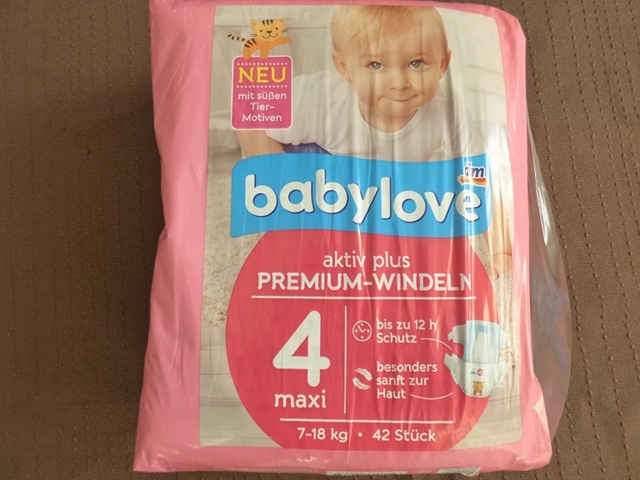 NEU
mit süßen
Tier-
Motiven
dm
babylove
aktiv plus
PREMIUM-WINDELN
4
maxi
bis zu 12 h
Schutz
besonders
sanft zur
Haut
7-18 kg • 42 Stück